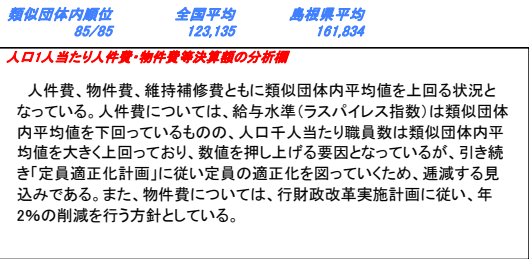 類似団体内順位 全国平均 島根県平均
85/85 123,135 161,834
人口1人当たり人件費・物件費等決算額の分析欄
人件費、物件費、維持補修費ともに類似団体内平均値を上回る状況と
なっている。人件費については、給与水準(ラスパイレス指数)は類似団体
内平均値を下回っているものの、人口千人当たり職員数は類似団体内平
均値を大きく上回っており、数値を押し上げる要因となっているが、引き続
き「定員適正化計画」に従い定員の適正化を図っていくため、逓減する見
込みである。また、物件費については、行財政改革実施計画に従い、年
2%の削減を行う方針としている。